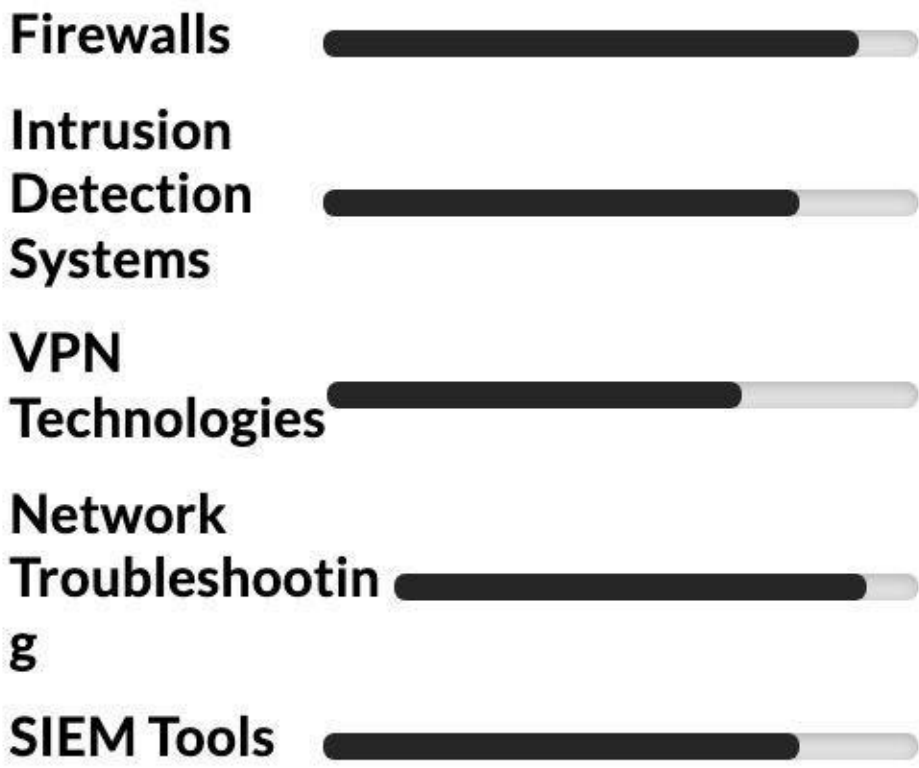 Firewalls
Intrusion
Detection
Systems
VPN
Technologies
Network
Troubleshootin
g
SIEM Tools